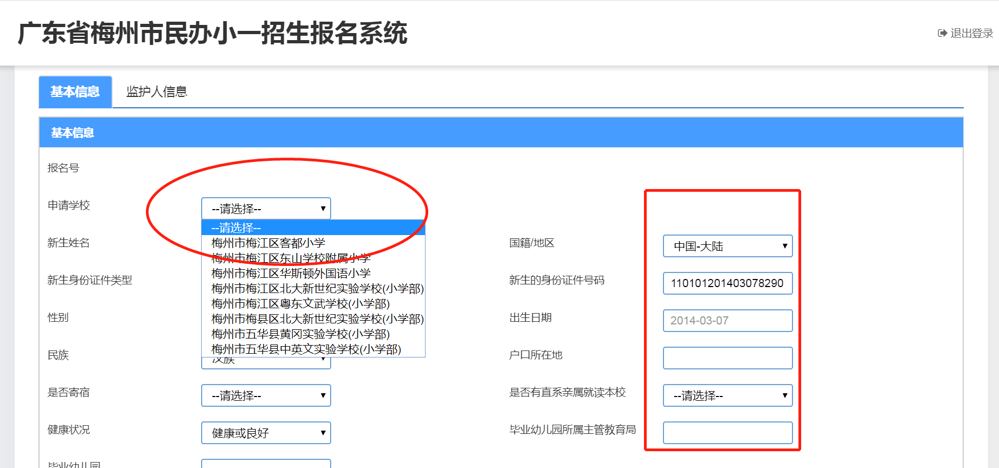 广东省梅州市民办小一招生报名系统
退出登录
基本信息
监护人信息
基本信息
报名号
申请学校
--请选择--
--请选择--
梅州市梅江区客都小学
梅州市梅江区东山学校附属小学
梅州市梅江区华斯顿外国语小学
梅州市梅江区北大新世纪实验学校(小学部)
梅州市梅江区粤东文武学校(小学部)
梅州市梅县区北大新世纪实验学校(小学部)
梅州市五华县黄冈实验学校(小学部)
梅州市五华县中英文实验学校(小学部)
新生姓名
国籍/地区
中国-大陆
新生身份证件类型
新生的身份证件号码
110101201403078290
性别
出生日期
2014-03-07
民族
汉族
户口所在地
是否寄宿
--请选择--
是否有直系亲属就读本校
--请选择--
健康状况
健康或良好
毕业幼儿园所属主管教育局
毕业幼儿园